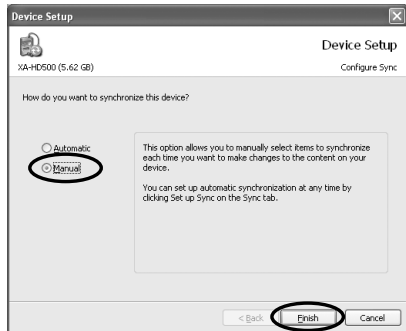 Device Setup
Device Setup
XA-HD500 (5.62 GB)
Configure Sync
How do you want to synchronize this device?
Automatic
Manual
This option allows you to manually select items to synchronize
each time you want to make changes to the content on your
device.
You can set up automatic synchronization at any time by
clicking Set up Sync on the Sync tab.
< Back
Finish
Cancel